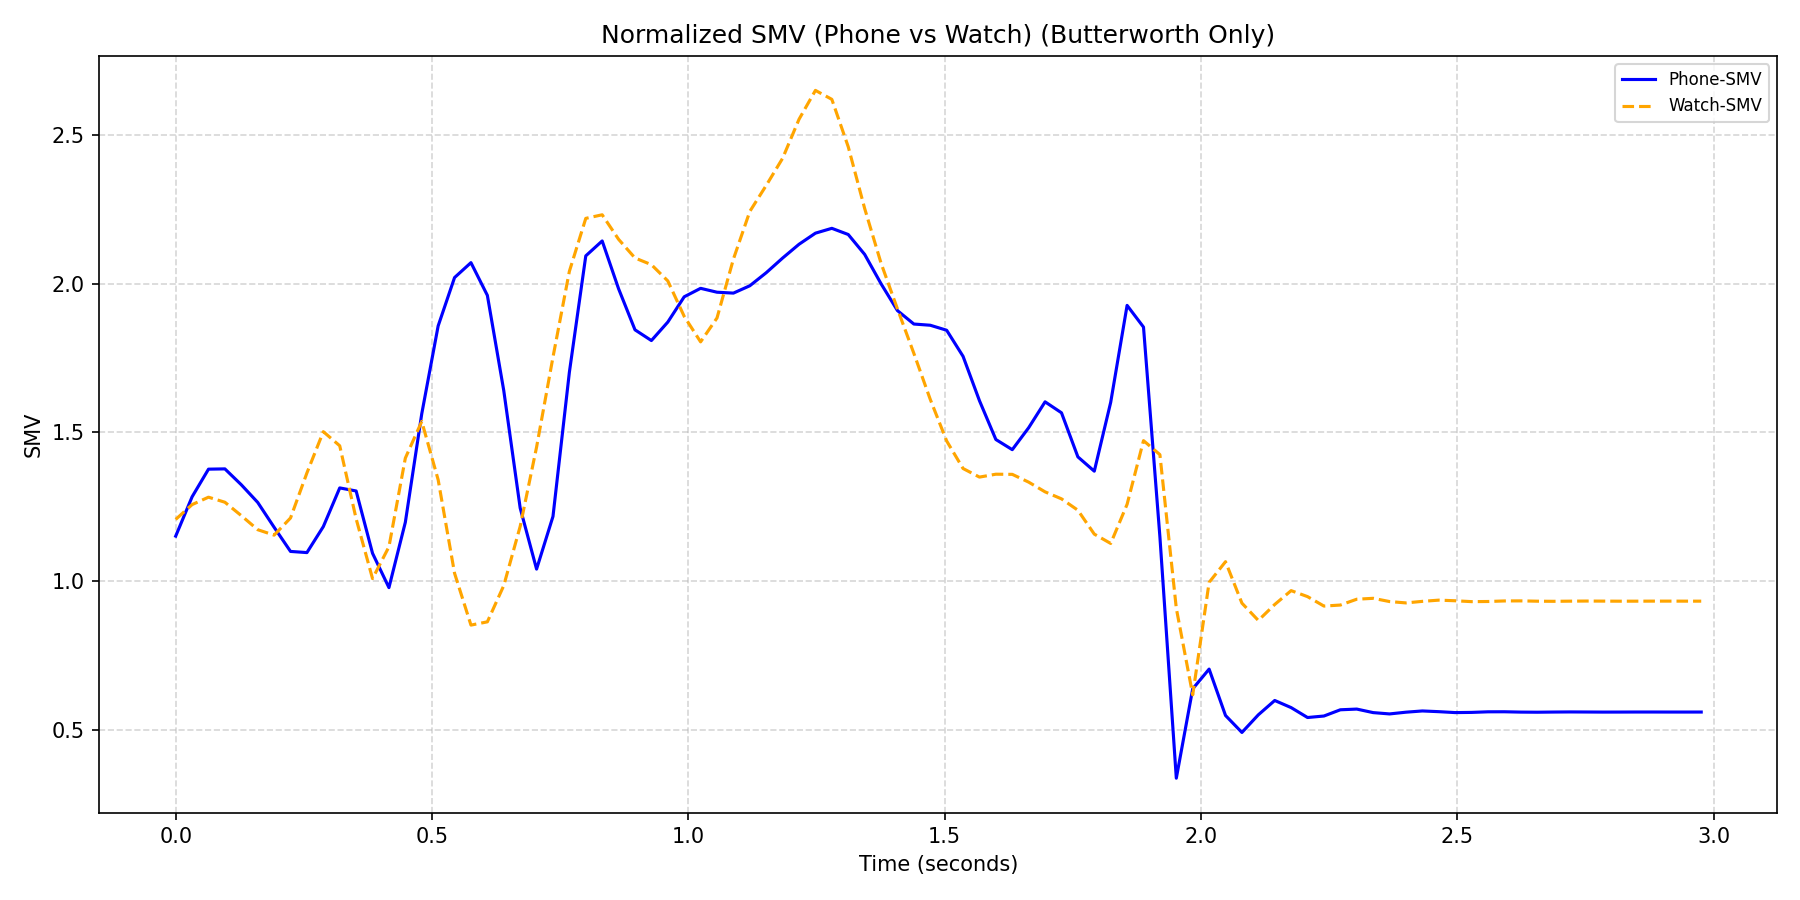 Normalized SMV (Phone vs Watch) (Butterworth Only)
Phone-SMV
Watch-SMV
SMV
2.5
2.0
1.5
1.0
0.5
0.0 0.5 1.0 1.5 2.0 2.5 3.0
Time (seconds)